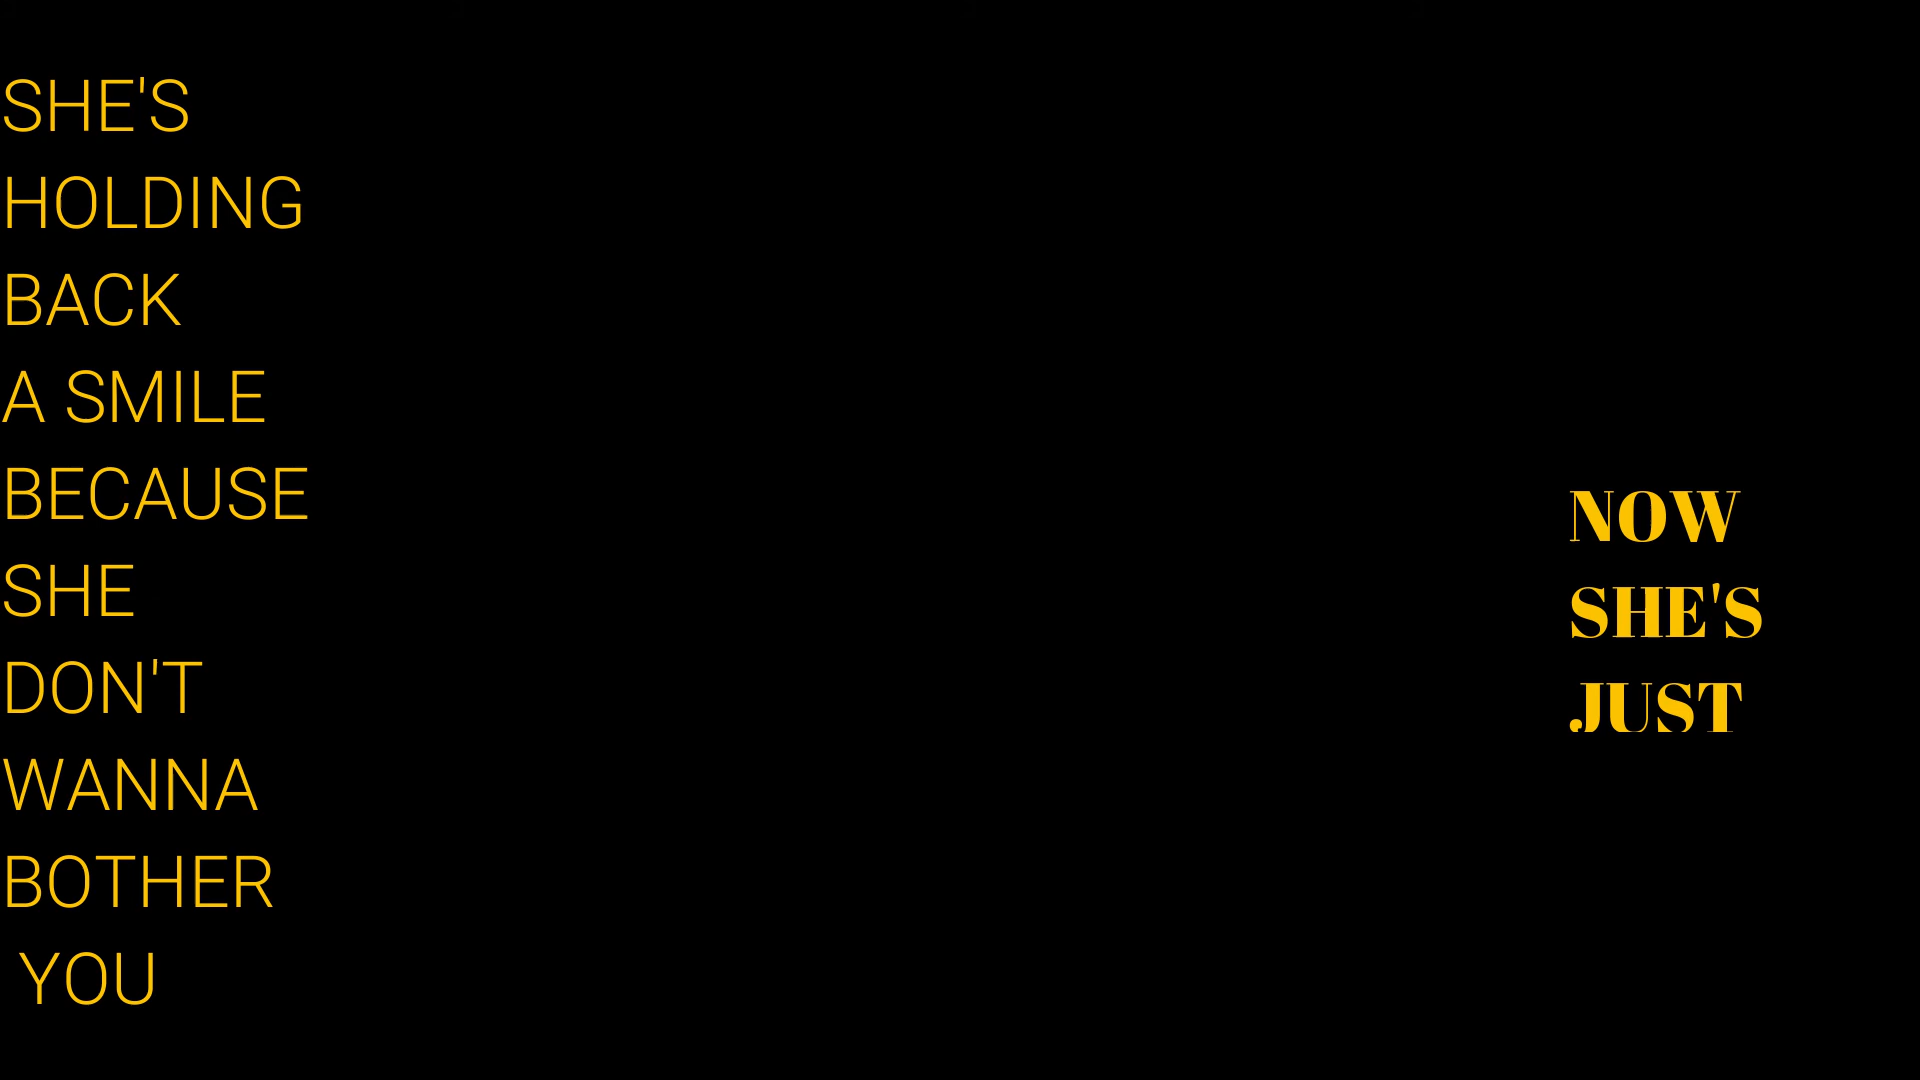 SHE'S
HOLDING
BACK
A SMILE
BECAUSE
SHE
DON'T
WANNA
BOTHER
YOU
NOW
SHE'S
JUST